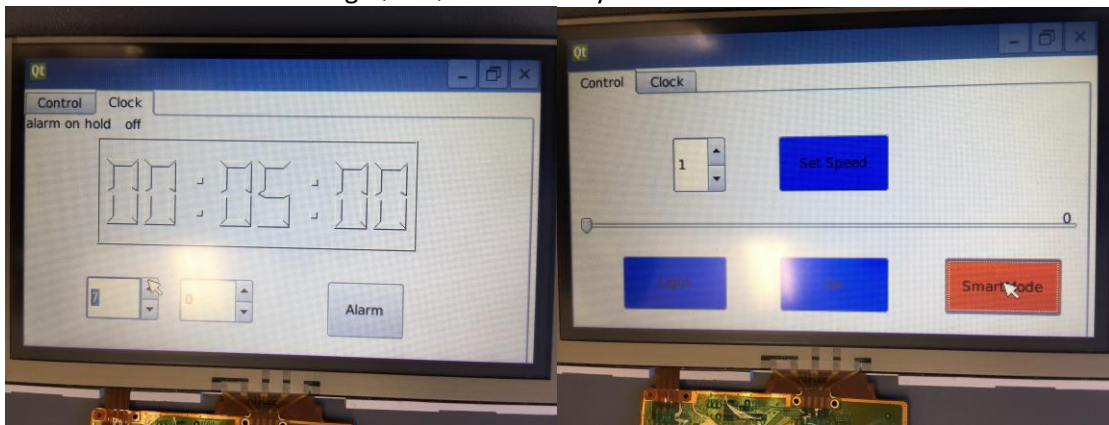 Qt
Control Clock
alarm on hold off
00:05:00
7 0 Alarm
Qt
Control Clock
1 Set Speed
0
Light
Smart Mode